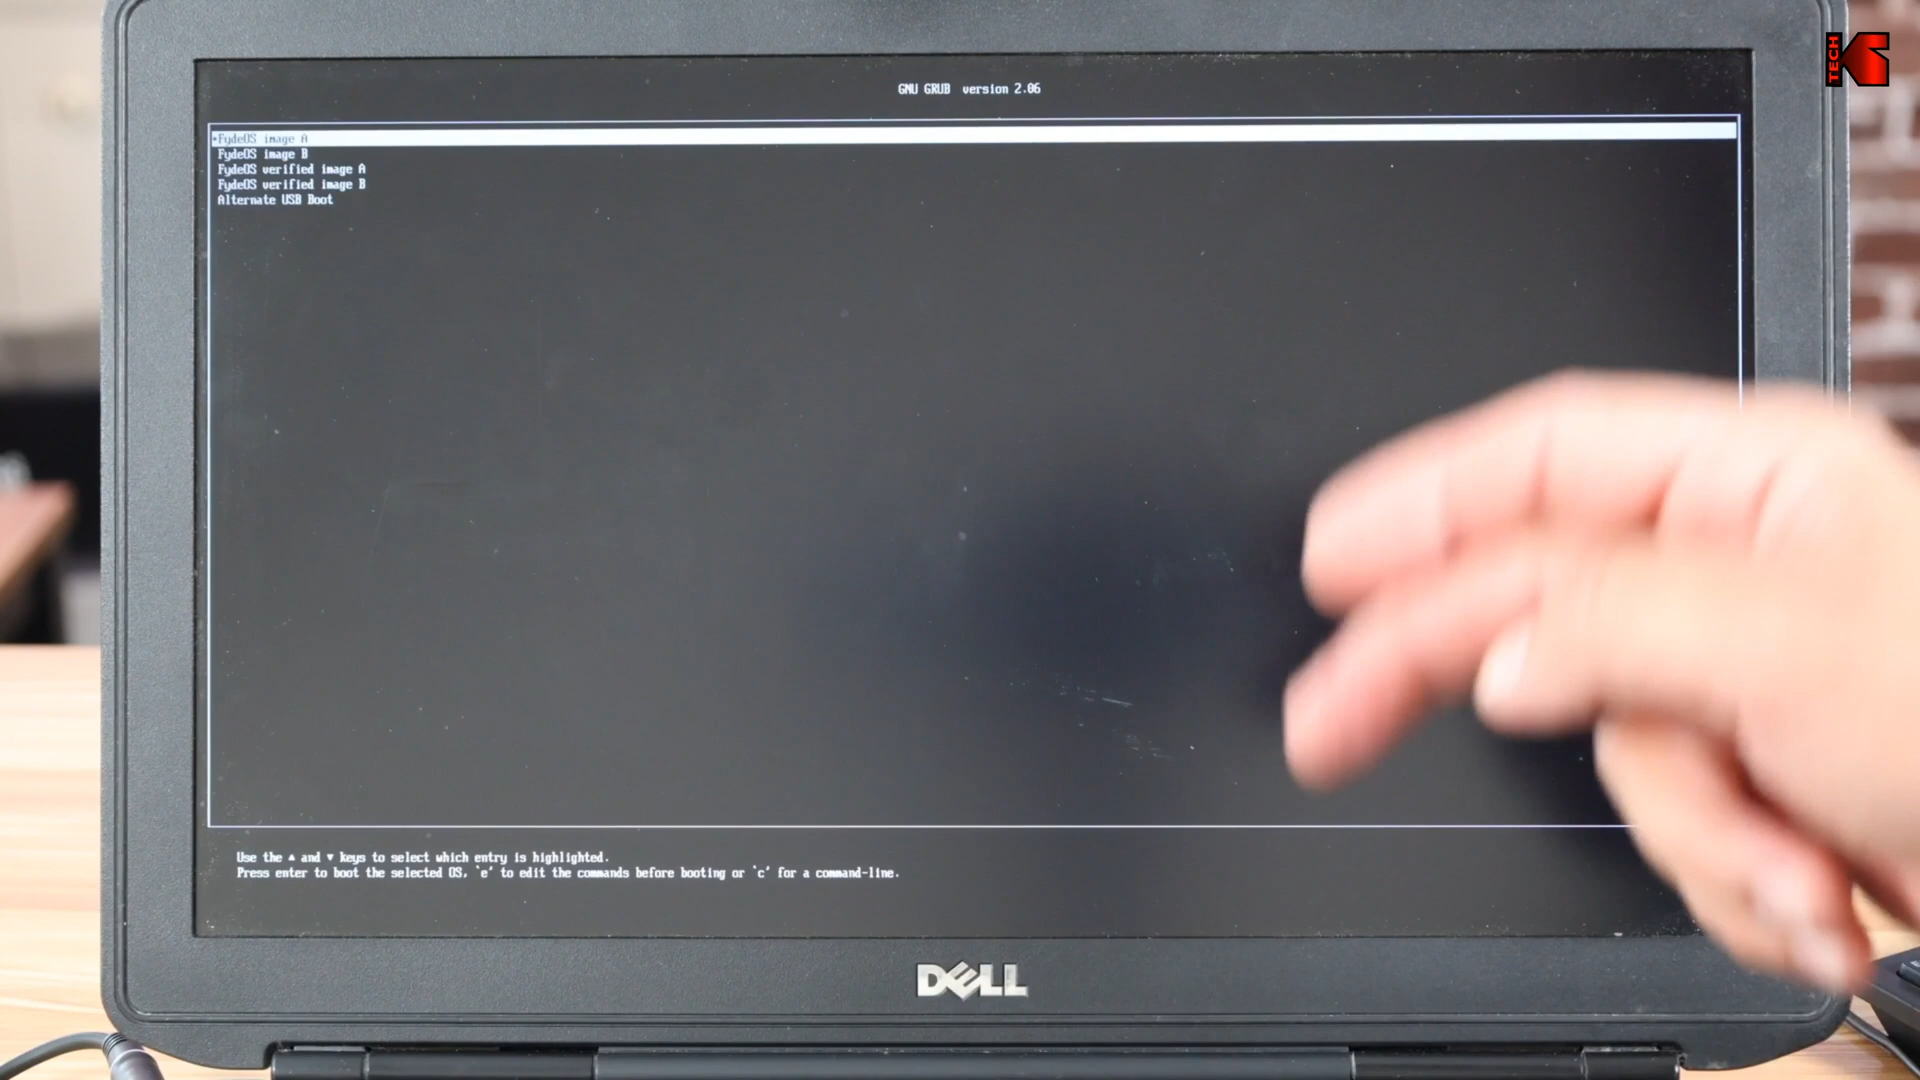 TECH K
GNU GRUB version 2.06
*FydeOS image A
FydeOS image B
FydeOS verified image A
FydeOS verified image B
Alternate USB Boot
Use the ▲ and ▼ keys to select which entry is highlighted.
Press enter to boot the selected OS, `e' to edit the commands before booting or `c' for a command-line.
DELL